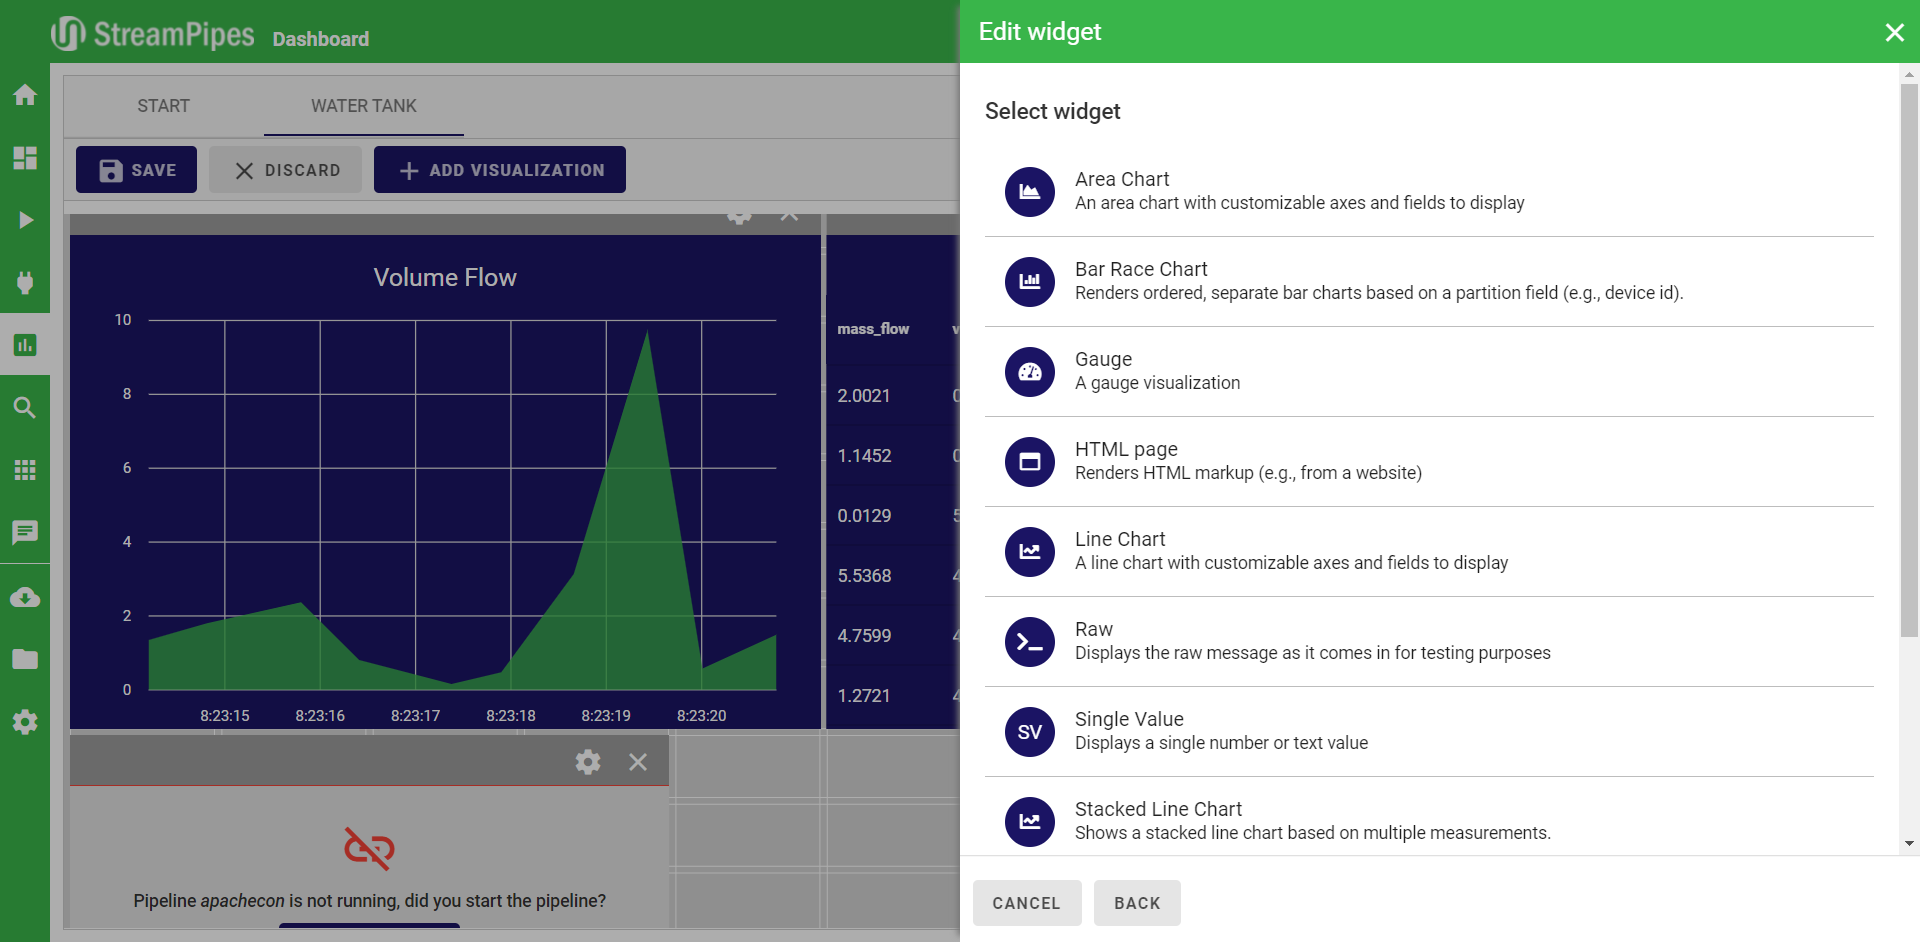 StreamPipes Dashboard
START
WATER TANK
SAVE
DISCARD
ADD VISUALIZATION
Volume Flow
10
8
6
4
2
0
8:23:15 8:23:16 8:23:17 8:23:18 8:23:19 8:23:20
mass_flow
2.0021
1.1452
0.0129
5.5368
4.7599
1.2721
Pipeline apachecon is not running, did you start the pipeline?
Edit widget
Select widget
Area Chart
An area chart with customizable axes and fields to display
Bar Race Chart
Renders ordered, separate bar charts based on a partition field (e.g., device id).
Gauge
A gauge visualization
HTML page
Renders HTML markup (e.g., from a website)
Line Chart
A line chart with customizable axes and fields to display
Raw
Displays the raw message as it comes in for testing purposes
SV
Single Value
Displays a single number or text value
Stacked Line Chart
Shows a stacked line chart based on multiple measurements.
CANCEL
BACK